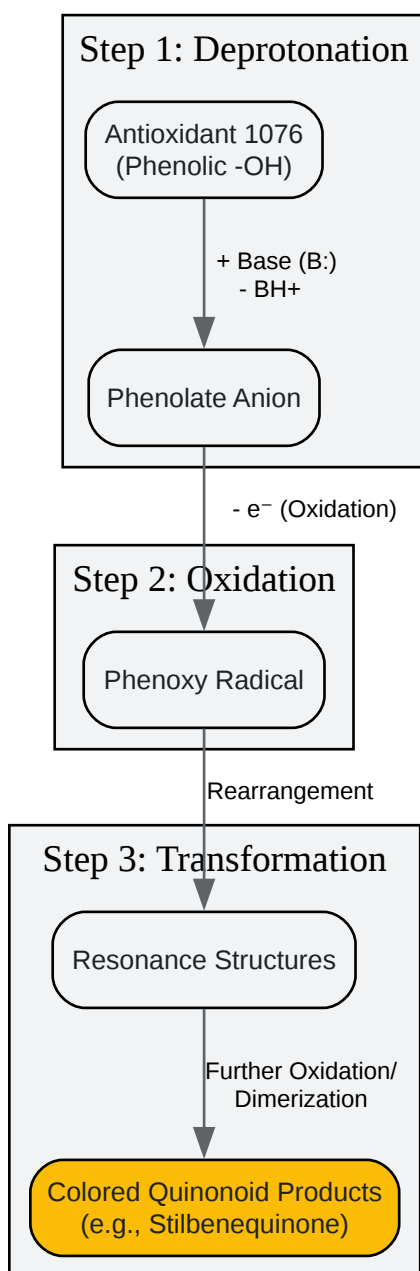 Step 1: Deprotonation
Antioxidant 1076
(Phenolic -OH)
+ Base (B:)
- BH+
Phenolate Anion
- e⁻ (Oxidation)
Step 2: Oxidation
Phenoxy Radical
Rearrangement
Step 3: Transformation
Resonance Structures
Further Oxidation/
Dimerization
Colored Quinonoid Products
(e.g., Stilbenequinone)